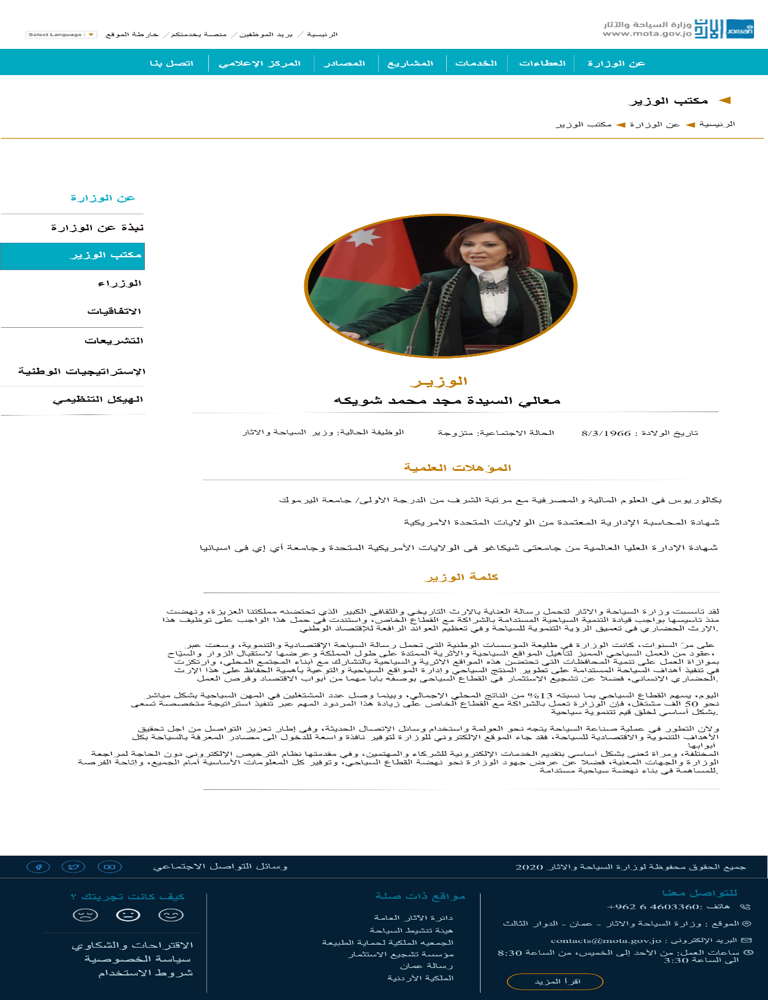 وزارة السياحة والآثار
www.mota.gov.jo
Jordan
الرئيسية / بريد الموظفين / منصة بخدمتكم / خارطة الموقع
Select Language
عن الوزارة | العطاءات | الخدمات | المشاريع | المصادر | المركز الإعلامي | اتصل بنا
مكتب الوزير
الرئيسية ◄ عن الوزارة ◄ مكتب الوزير
عن الوزارة
نبذة عن الوزارة
مكتب الوزير
الوزراء
الاتفاقيات
التشريعات
الإستراتيجيات الوطنية
الهيكل التنظيمي
الوزيـر
معالي السيدة مجد محمد شويكه
تاريخ الولادة : 8/3/1966
الحالة الاجتماعية: متزوجة
الوظيفة الحالية: وزير السياحة والاثار
المؤهلات العلمية
بكالوريوس في العلوم المالية والمصرفية مع مرتبة الشرف من الدرجة الأولى/ جامعة اليرموك
شهادة المحاسبة الإدارية المعتمدة من الولايات المتحدة الأمريكية
شهادة الإدارة العليا العالمية من جامعتي شيكاغو في الولايات الأمريكية المتحدة وجامعة أي إي في اسبانيا
كلمة الوزير
لقد تأسست وزارة السياحة والاثار لتحمل رسالة العناية بالإرث التاريخي والثقافي الكبير الذي تحتضنه مملكتنا العزيزة، ونهضت
منذ تأسيسها بواجب قيادة التنمية السياحية المستدامة بالشراكة مع القطاع الخاص، واستندت في حمل هذا الواجب على توظيف هذا
.الإرث الحضاري في تعميق الرؤية التنموية للسياحة وفي تعظيم العوائد الرافعة للإقتصاد الوطني
على مرّ السنوات، كانت الوزارة في طليعة المؤسسات الوطنية التي تحمل رسالة السياحة الإقتصادية والتنموية، وسعت عبر
،عقود من العمل السياحي المميز لتأهيل المواقع السياحية والأثرية الممتدة على طول المملكة وعرضها لاستقبال الزوار والسيّاح
بموازاة العمل على تنمية المحافظات التي تحتضن هذه المواقع الأثرية والسياحية بالتشارك مع أبناء المجتمع المحلي، وارتكزت
في تنفيذ أهداف السياحة المستدامة على تطوير المنتج السياحي وإدارة المواقع السياحية والتوعية بأهمية الحفاظ على هذا الإرث
.الحضاري الإنساني، فضلا عن تشجيع الإستثمار في القطاع السياحي بوصفه بابا مهما من أبواب الاقتصاد وفرص العمل
اليوم، يسهم القطاع السياحي بما نسبته 13% من الناتج المحلي الإجمالي، وبينما وصل عدد المشتغلين في المهن السياحية بشكل مباشر
نحو 50 ألف مشتغل، فإن الوزارة تعمل بالشراكة مع القطاع الخاص على زيادة هذا المردود المهم عبر تنفيذ استراتيجة متخصصة تسعى
.بشكل أساسي لخلق قيم تتنموية سياحية
ولأن التطور في عملية صناعة السياحة يتجه نحو العولمة واستخدام وسائل الإتصال الحديثة، وفي إطار تعزيز التواصل من أجل تحقيق
الأهداف التنموية والاقتصادية للسياحة، فقد جاء الموقع الإلكتروني للوزارة لتوفير نافذة واسعة للدخول إلى مصادر المعرفة بالسياحة بكل
أبوابها
المختلفة، ومرآة تُعنى بشكل أساسي بتقديم الخدمات الإلكترونية للشركاء والمهتمين، وفي مقدمتها نظام الترخيص الإلكتروني دون الحاجة لمراجعة
الوزارة والجهات المعنية، فضلا عن عرض جهود الوزارة نحو نهضة القطاع السياحي، وتوفير كل المعلومات الأساسية أمام الجميع، وإتاحة الفرصة
.للمساهمة في بناء نهضة سياحية مستدامة
جميع الحقوق محفوظة لوزارة السياحة والاثار 2020
وسائل التواصل الاجتماعي
للتواصل معنا
هاتف :4603360 6 962+
الموقع : وزارة السياحة والاثار - عمان - الدوار الثالث
البريد الإلكتروني : contacts@mota.gov.jo
ساعات العمل: من الأحد إلى الخميس، من الساعة 8:30
الى الساعة 3:30
اقرأ المزيد
مواقع ذات صلة
دائرة الآثار العامة
هيئة تنشيط السياحة
الجمعيه الملكية لحماية الطبيعة
مؤسسة تشجيع الاستثمار
رسالة عمان
الملكية الأردنية
كيف كانت تجربتك ؟
الاقتراحات والشكاوي
سياسة الخصوصية
شروط الاستخدام